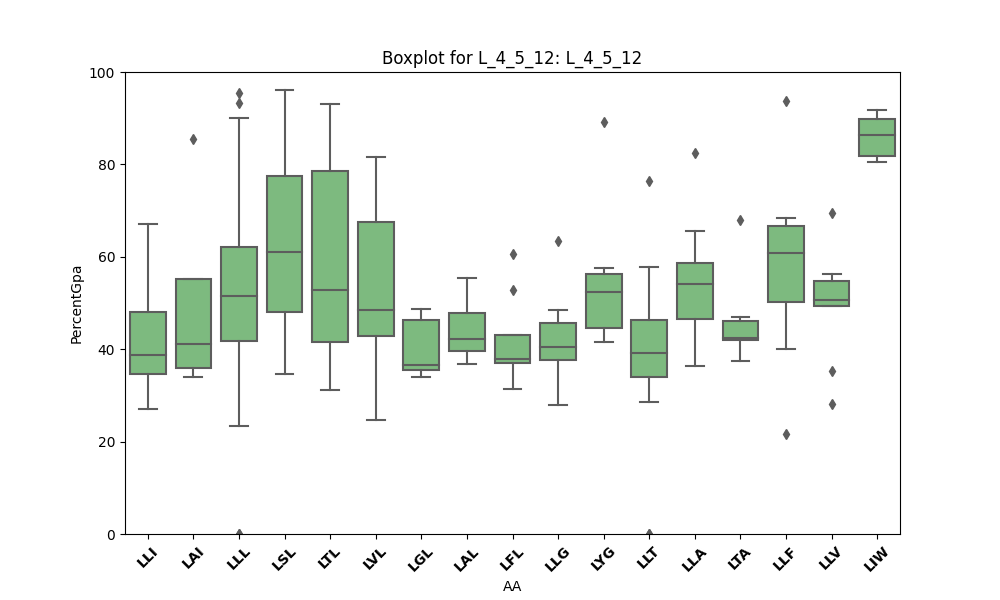 Boxplot for L_4_5_12: L_4_5_12
PercentGpa
100
80
60
40
20
0
LLI LAI LLL LSL LTL LVL LGL LAL LFL LLG LYG LLT LLA LTA LLF LLV LIW
AA